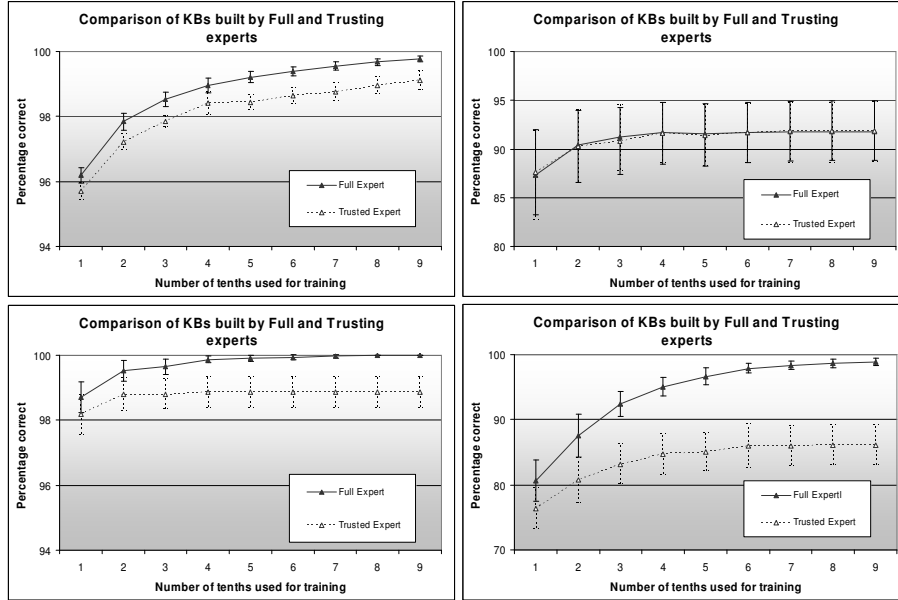 Comparison of KBs built by Full and Trusting
experts
Percentage correct
100
98
96
94
Full Expert
Trusted Expert
1 2 3 4 5 6 7 8 9
Number of tenths used for training
Comparison of KBs built by Full and Trusting
experts
Percentage correct
100
95
90
85
80
Full Expert
Trusted Expert
1 2 3 4 5 6 7 8 9
Number of tenths used for training
Comparison of KBs built by Full and Trusting
experts
Percentage correct
100
98
96
94
Full Expert
Trusted Expert
1 2 3 4 5 6 7 8 9
Number of tenths used for training
Comparison of KBs built by Full and Trusting
experts
Percentage correct
100
90
80
70
Full Expertl
Trusted Expert
1 2 3 4 5 6 7 8 9
Number of tenths used for training